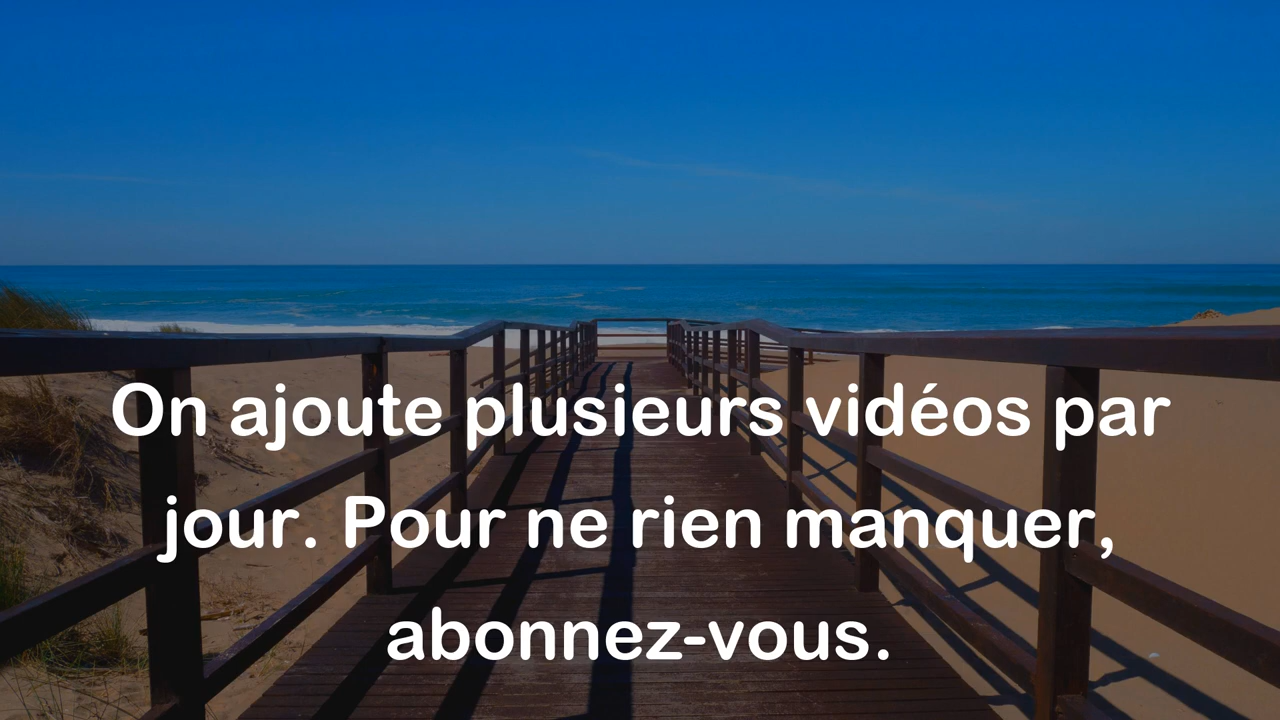 On ajoute plusieurs vidéos par
jour. Pour ne rien manquer,
abonnez-vous.